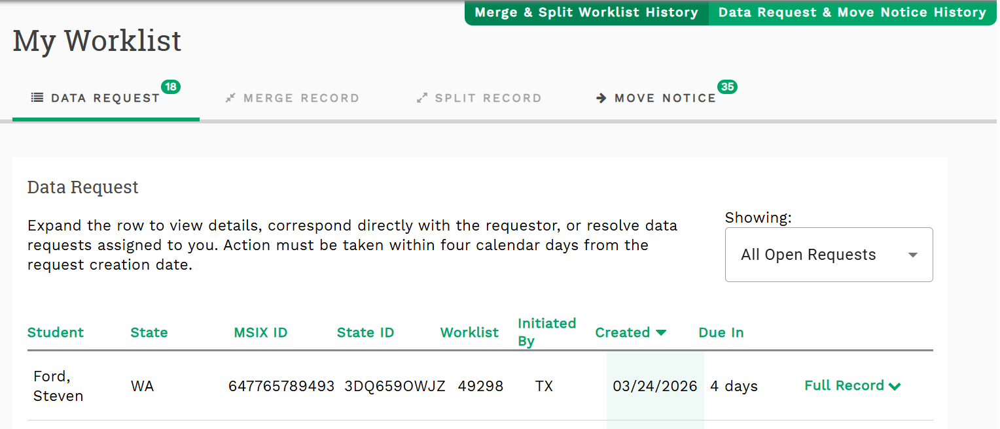 Merge & Split Worklist History
Data Request & Move Notice History
My Worklist
DATA REQUEST 18
MERGE RECORD
SPLIT RECORD
MOVE NOTICE 35
Data Request
Expand the row to view details, correspond directly with the requestor, or resolve data
requests assigned to you. Action must be taken within four calendar days from the
request creation date.
Showing:
All Open Requests
Student State MSIX ID State ID Worklist Initiated By Created Due In
Ford, Steven WA 647765789493 3DQ659OWJZ 49298 TX 03/24/2026 4 days Full Record